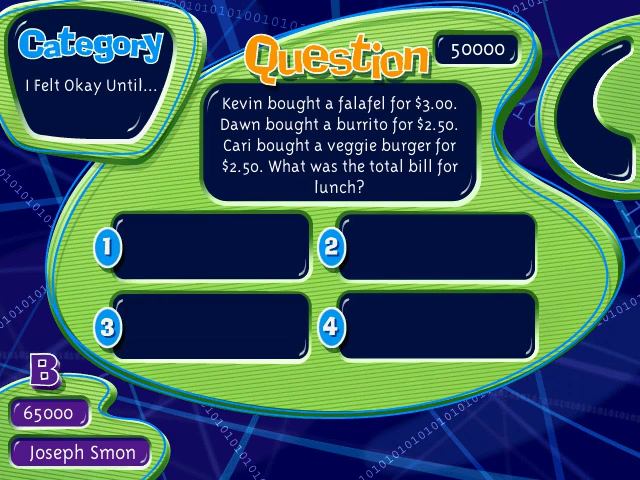 Category
I Felt Okay Until...
Question
50000
Kevin bought a falafel for $3.00.
Dawn bought a burrito for $2.50.
Cari bought a veggie burger for
$2.50. What was the total bill for
lunch?
1
2
3
4
B
65000
Joseph Smon